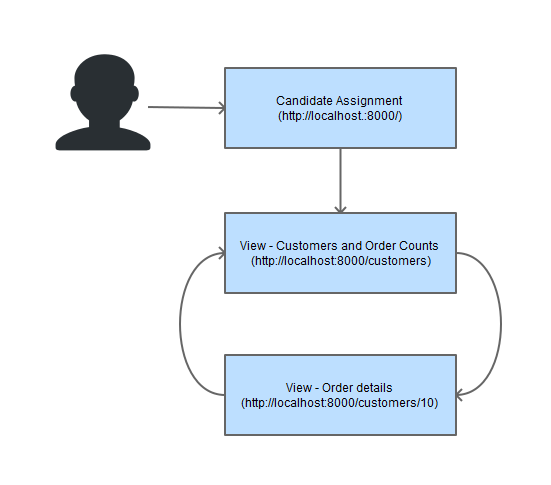 Candidate Assignment
(http://localhost.:8000/)
View - Customers and Order Counts
(http://localhost:8000/customers)
View - Order details
(http://localhost:8000/customers/10)